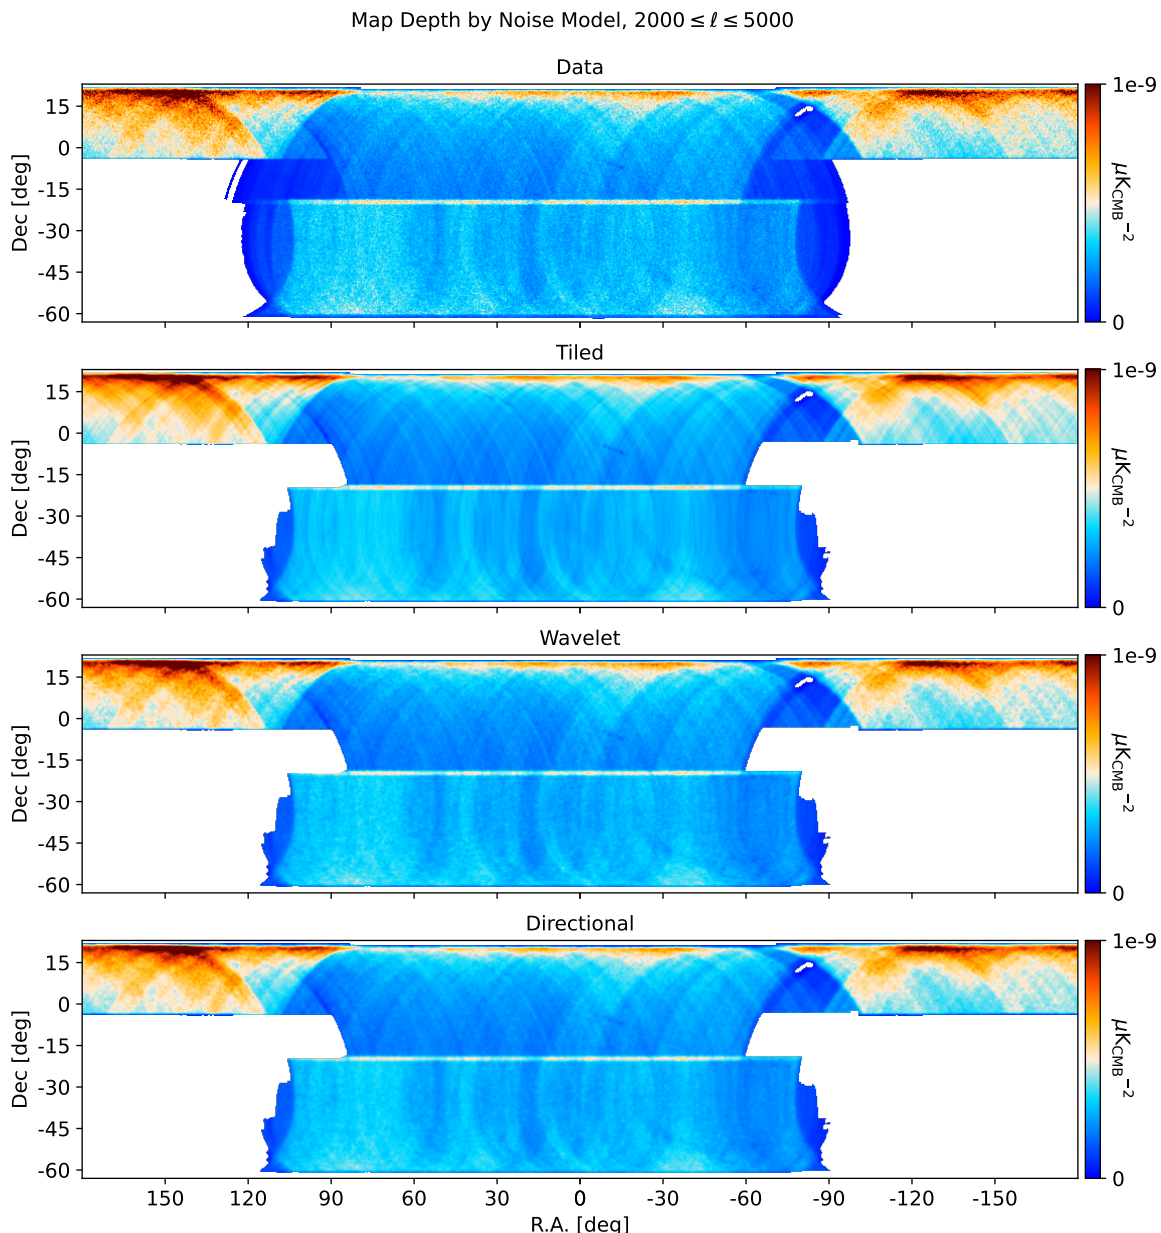 Map Depth by Noise Model, 2000 ≤ ℓ ≤ 5000
Data
15
0
-15
-30
-45
-60
Dec [deg]
1e-9
0
μK_CMB^-2
Tiled
15
0
-15
-30
-45
-60
Dec [deg]
1e-9
0
μK_CMB^-2
Wavelet
15
0
-15
-30
-45
-60
Dec [deg]
1e-9
0
μK_CMB^-2
Directional
15
0
-15
-30
-45
-60
Dec [deg]
1e-9
0
μK_CMB^-2
150 120 90 60 30 0 -30 -60 -90 -120 -150
R.A. [deg]